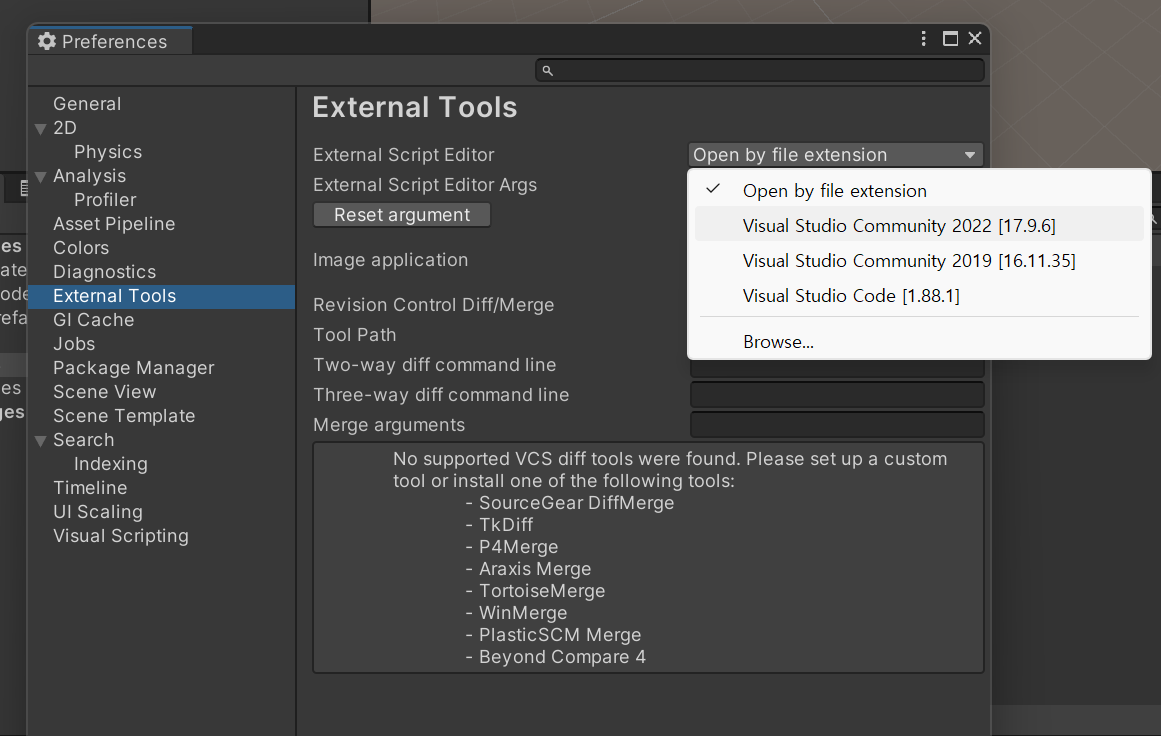 Preferences
General
2D
Physics
Analysis
Profiler
Asset Pipeline
Colors
Diagnostics
External Tools
GI Cache
Jobs
Package Manager
Scene View
Scene Template
Search
Indexing
Timeline
UI Scaling
Visual Scripting
External Tools
External Script Editor
Open by file extension
External Script Editor Args
Reset argument
Image application
Revision Control Diff/Merge
Tool Path
Two-way diff command line
Three-way diff command line
Merge arguments
Open by file extension
Visual Studio Community 2022 [17.9.6]
Visual Studio Community 2019 [16.11.35]
Visual Studio Code [1.88.1]
Browse...
No supported VCS diff tools were found. Please set up a custom
tool or install one of the following tools:
- SourceGear DiffMerge
- TkDiff
- P4Merge
- Araxis Merge
- TortoiseMerge
- WinMerge
- PlasticSCM Merge
- Beyond Compare 4